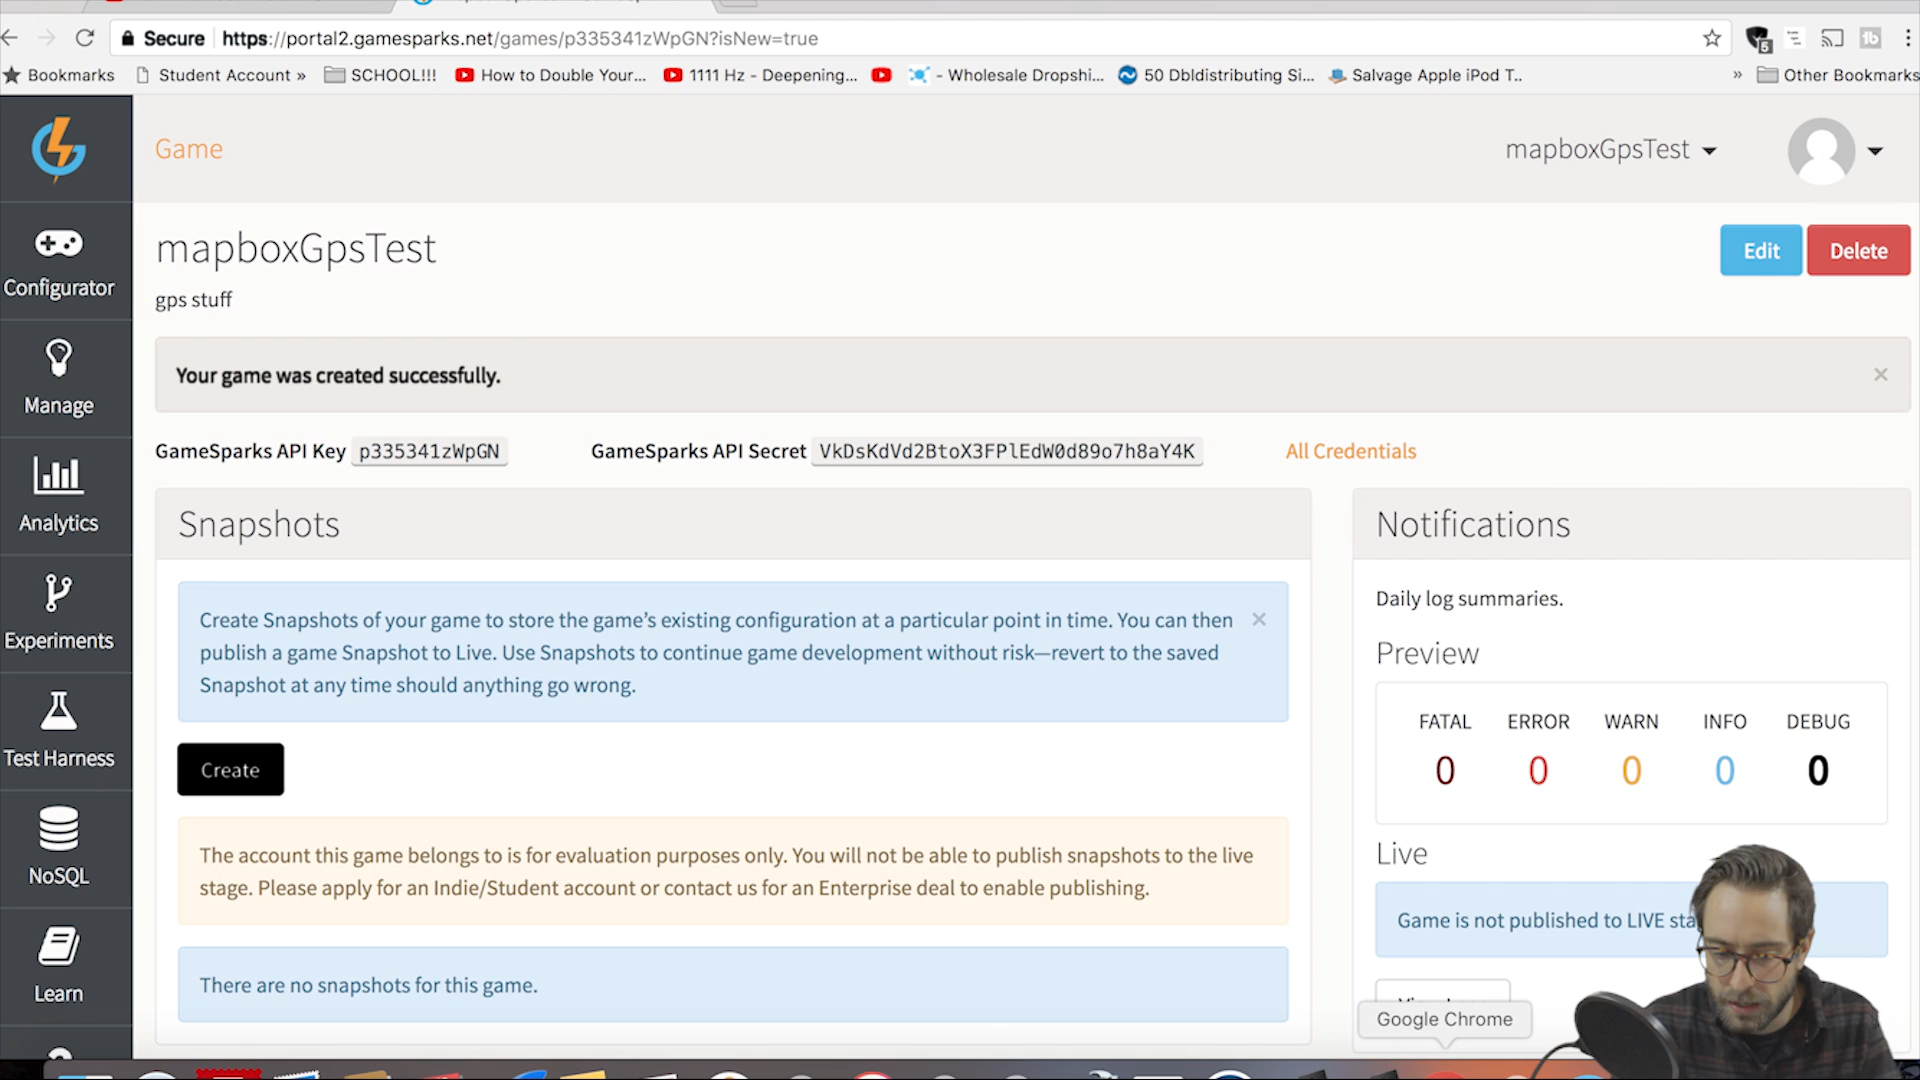 Secure https://portal2.gamesparks.net/games/p335341zWpGN?isNew=true
5
Bookmarks Student Account » SCHOOL!!! How to Double Your... 1111 Hz - Deepening... - Wholesale Dropshi... 50 Dbldistributing Si... Salvage Apple iPod T.. » Other Bookmarks
Game
mapboxGpsTest
Configurator
Manage
Analytics
Experiments
Test Harness
NoSQL
Learn
mapboxGpsTest
Edit
Delete
gps stuff
Your game was created successfully.
GameSparks API Key p335341zWpGN GameSparks API Secret VkDsKdVd2BtoX3FPlEdW0d89o7h8aY4K All Credentials
Snapshots
Create Snapshots of your game to store the game’s existing configuration at a particular point in time. You can then
publish a game Snapshot to Live. Use Snapshots to continue game development without risk—revert to the saved
Snapshot at any time should anything go wrong.
Create
The account this game belongs to is for evaluation purposes only. You will not be able to publish snapshots to the live
stage. Please apply for an Indie/Student account or contact us for an Enterprise deal to enable publishing.
There are no snapshots for this game.
Notifications
Daily log summaries.
Preview
FATAL ERROR WARN INFO DEBUG
0 0 0 0 0
Live
Game is not published to LIVE
Google Chrome